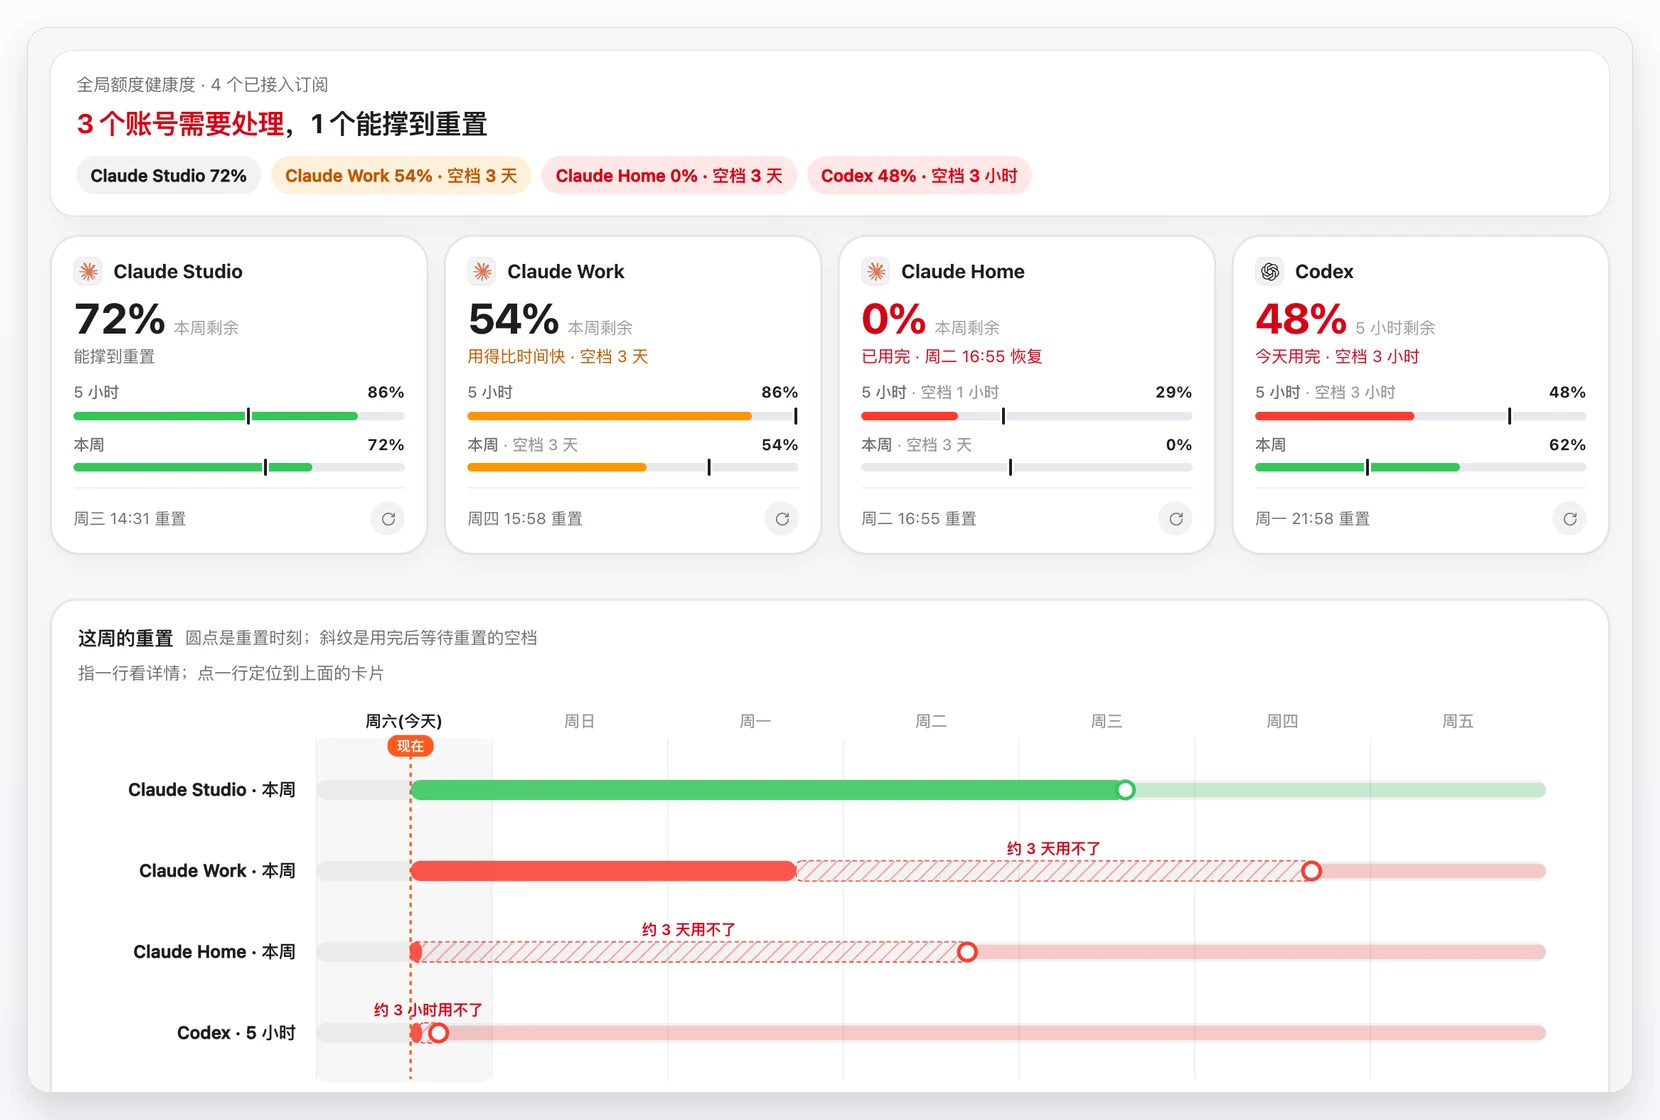 全局额度健康度 · 4 个已接入订阅
3 个账号需要处理，1 个能撑到重置
Claude Studio 72%
Claude Work 54% · 空档 3 天
Claude Home 0% · 空档 3 天
Codex 48% · 空档 3 小时
Claude Studio
72% 本周剩余
能撑到重置
5 小时 86%
本周 72%
周三 14:31 重置
Claude Work
54% 本周剩余
用得比时间快 · 空档 3 天
5 小时 86%
本周 · 空档 3 天 54%
周四 15:58 重置
Claude Home
0% 本周剩余
已用完 · 周二 16:55 恢复
5 小时 · 空档 1 小时 29%
本周 · 空档 3 天 0%
周二 16:55 重置
Codex
48% 5 小时剩余
今天用完 · 空档 3 小时
5 小时 · 空档 3 小时 48%
本周 62%
周一 21:58 重置
这周的重置 圆点是重置时刻；斜纹是用完后等待重置的空档
指一行看详情；点一行定位到上面的卡片
周六(今天) 周日 周一 周二 周三 周四 周五
现在
Claude Studio · 本周
约 3 天用不了
Claude Work · 本周
约 3 天用不了
Claude Home · 本周
约 3 小时用不了
Codex · 5 小时